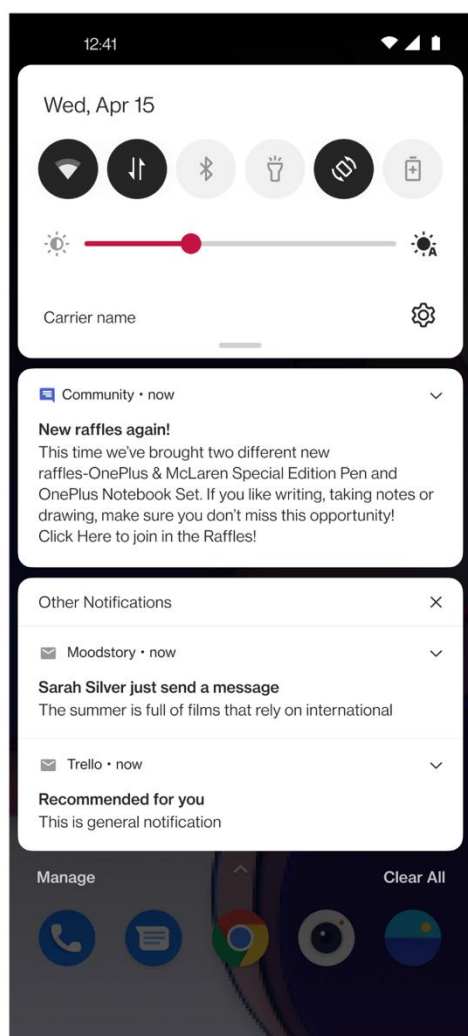 12:41
Wed, Apr 15
A
Carrier name
Community • now
New raffles again!
This time we've brought two different new
raffles-OnePlus & McLaren Special Edition Pen and
OnePlus Notebook Set. If you like writing, taking notes or
drawing, make sure you don't miss this opportunity!
Click Here to join in the Raffles!
Other Notifications
Moodstory • now
Sarah Silver just send a message
The summer is full of films that rely on international
Trello • now
Recommended for you
This is general notification
Manage
Clear All